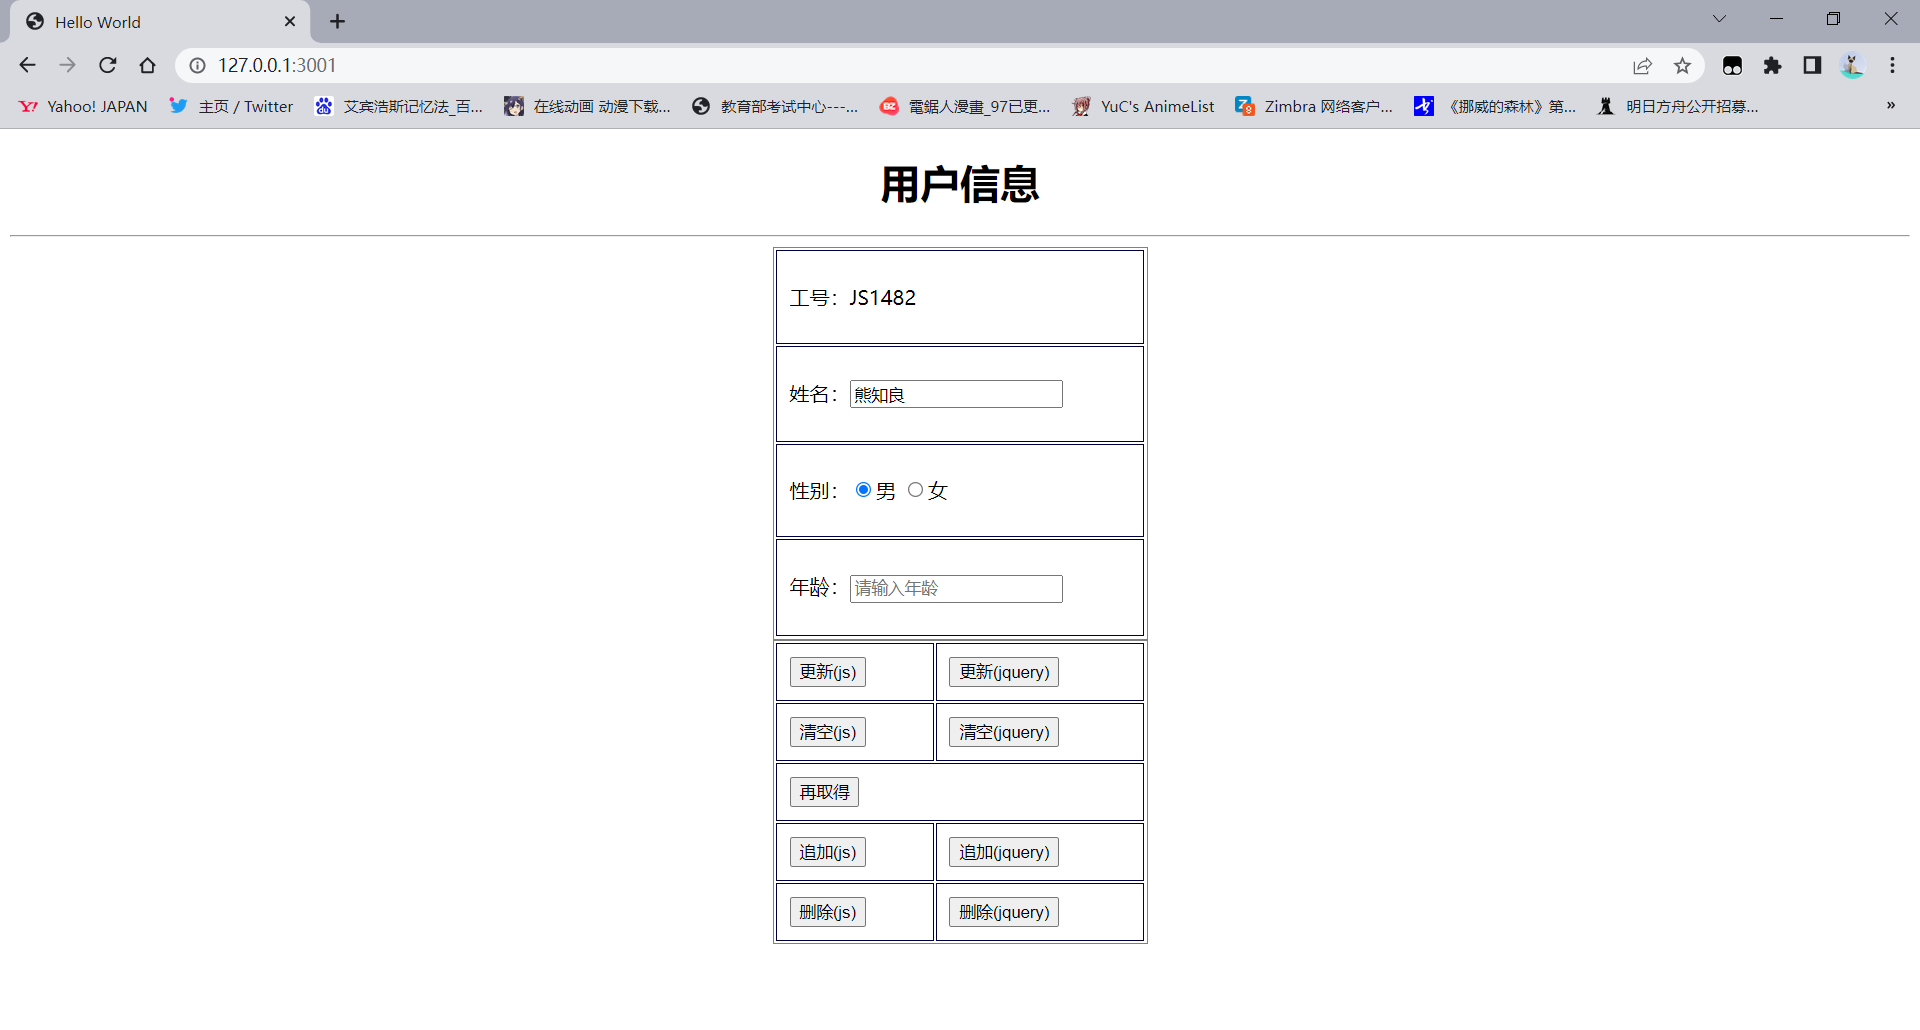 Hello World
127.0.0.1:3001
Yahoo! JAPAN 主页 / Twitter 艾宾浩斯记忆法_百... 在线动画 动漫下载... 教育部考试中心---... 電鋸人漫畫_97已更... YuC's AnimeList Zimbra 网络客户... 《挪威的森林》第... 明日方舟公开招募... »
用户信息
工号：JS1482
姓名：熊知良
性别：男 女
年龄：请输入年龄
更新(js) 更新(jquery)
清空(js) 清空(jquery)
再取得
追加(js) 追加(jquery)
删除(js) 删除(jquery)